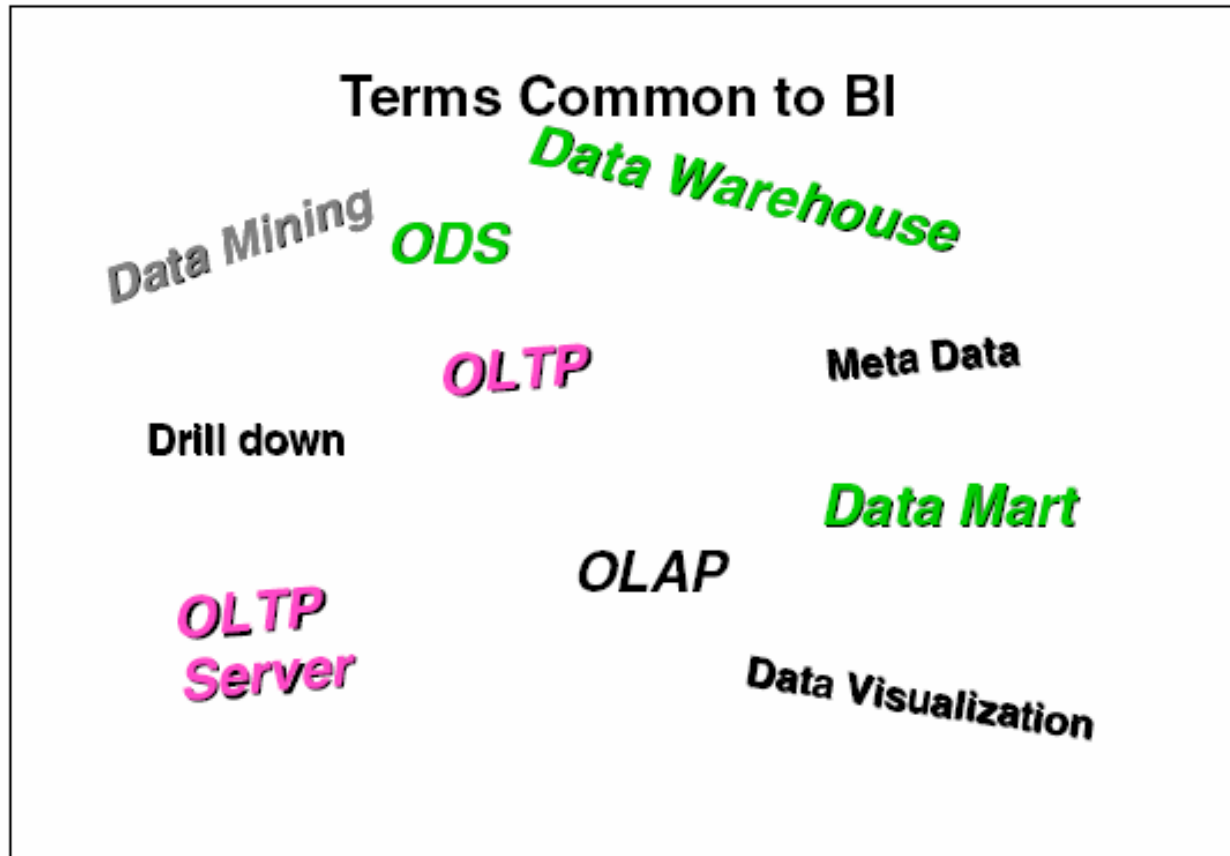 Terms Common to BI
Data Warehouse
Data Mining
ODS
OLTP
Meta Data
Drill down
Data Mart
OLAP
OLTP
Server
Data Visualization